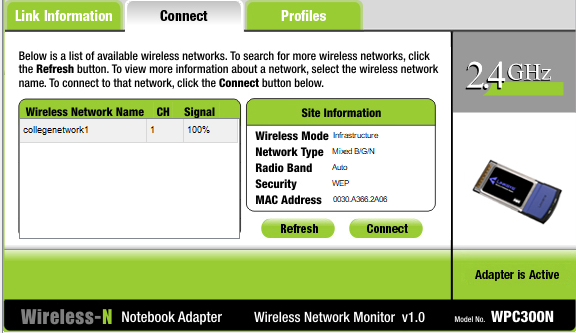 Link Information
Connect
Profiles
Below is a list of available wireless networks. To search for more wireless networks, click
the Refresh button. To view more information about a network, select the wireless network
name. To connect to that network, click the Connect button below.
2.4GHz
Wireless Network Name CH Signal
collegenetwork1 1 100%
Site Information
Wireless Mode Infrastructure
Network Type Mixed B/G/N
Radio Band Auto
Security WEP
MAC Address 0030.A366.2A06
Refresh
Connect
Adapter is Active
Wireless-N Notebook Adapter Wireless Network Monitor v1.0 Model No. WPC300N